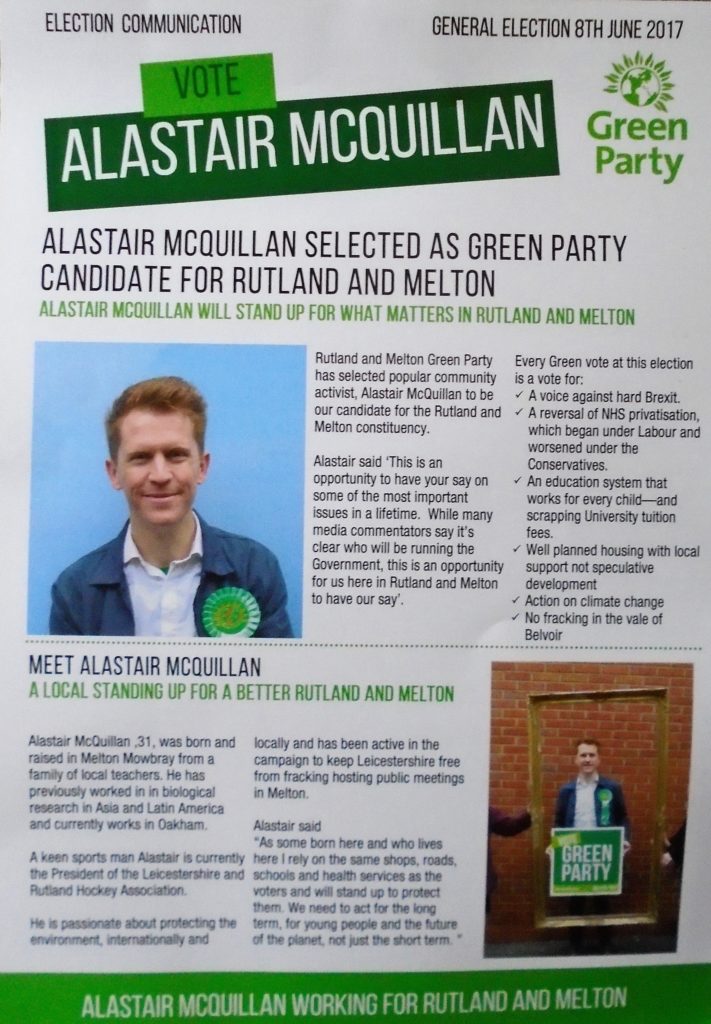 ELECTION COMMUNICATION
GENERAL ELECTION 8TH JUNE 2017
VOTE
ALASTAIR MCQUILLAN
Green
Party
ALASTAIR MCQUILLAN SELECTED AS GREEN PARTY
CANDIDATE FOR RUTLAND AND MELTON
ALASTAIR MCQUILLAN WILL STAND UP FOR WHAT MATTERS IN RUTLAND AND MELTON
Rutland and Melton Green Party
has selected popular community
activist, Alastair McQuillan to be
our candidate for the Rutland and
Melton constituency.
Alastair said 'This is an
opportunity to have your say on
some of the most important
issues in a lifetime. While many
media commentators say it's
clear who will be running the
Government, this is an opportunity
for us here in Rutland and Melton
to have our say'.
Every Green vote at this election
is a vote for:
✓ A voice against hard Brexit.
✓ A reversal of NHS privatisation,
which began under Labour and
worsened under the
Conservatives.
✓ An education system that
works for every child—and
scrapping University tuition
fees.
✓ Well planned housing with local
support not speculative
development
✓ Action on climate change
✓ No fracking in the vale of
Belvoir
MEET ALASTAIR MCQUILLAN
A LOCAL STANDING UP FOR A BETTER RUTLAND AND MELTON
Alastair McQuillan ,31, was born and
raised in Melton Mowbray from a
family of local teachers. He has
previously worked in in biological
research in Asia and Latin America
and currently works in Oakham.
A keen sports man Alastair is currently
the President of the Leicestershire and
Rutland Hockey Association.
He is passionate about protecting the
environment, internationally and
locally and has been active in the
campaign to keep Leicestershire free
from fracking hosting public meetings
in Melton.
Alastair said
"As some born here and who lives
here I rely on the same shops, roads,
schools and health services as the
voters and will stand up to protect
them. We need to act for the long
term, for young people and the future
of the planet, not just the short term. "
GREEN
PARTY
ALASTAIR MCQUILLAN WORKING FOR RUTLAND AND MELTON